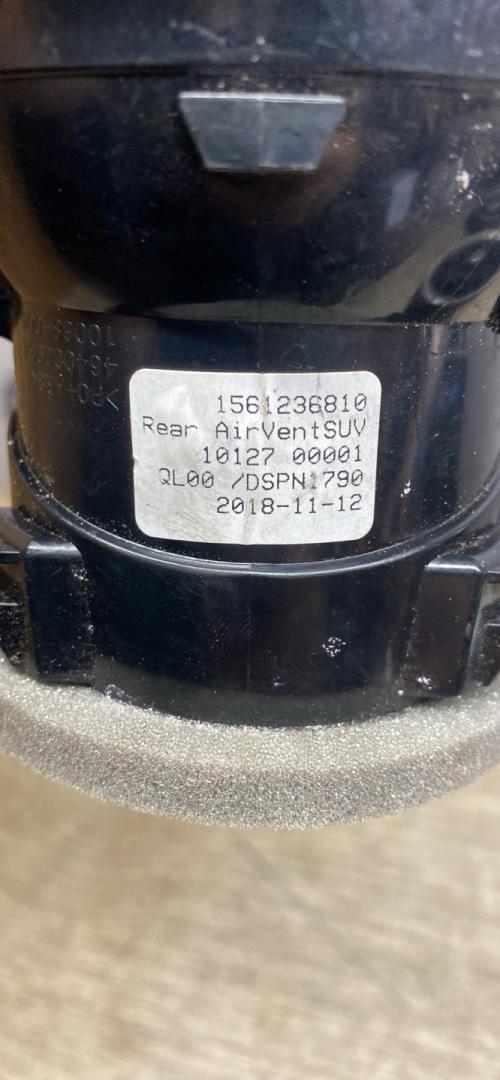 1561236810
Rear AirVentSUV
10127 00001
QL00 /DSPN1790
2018-11-12